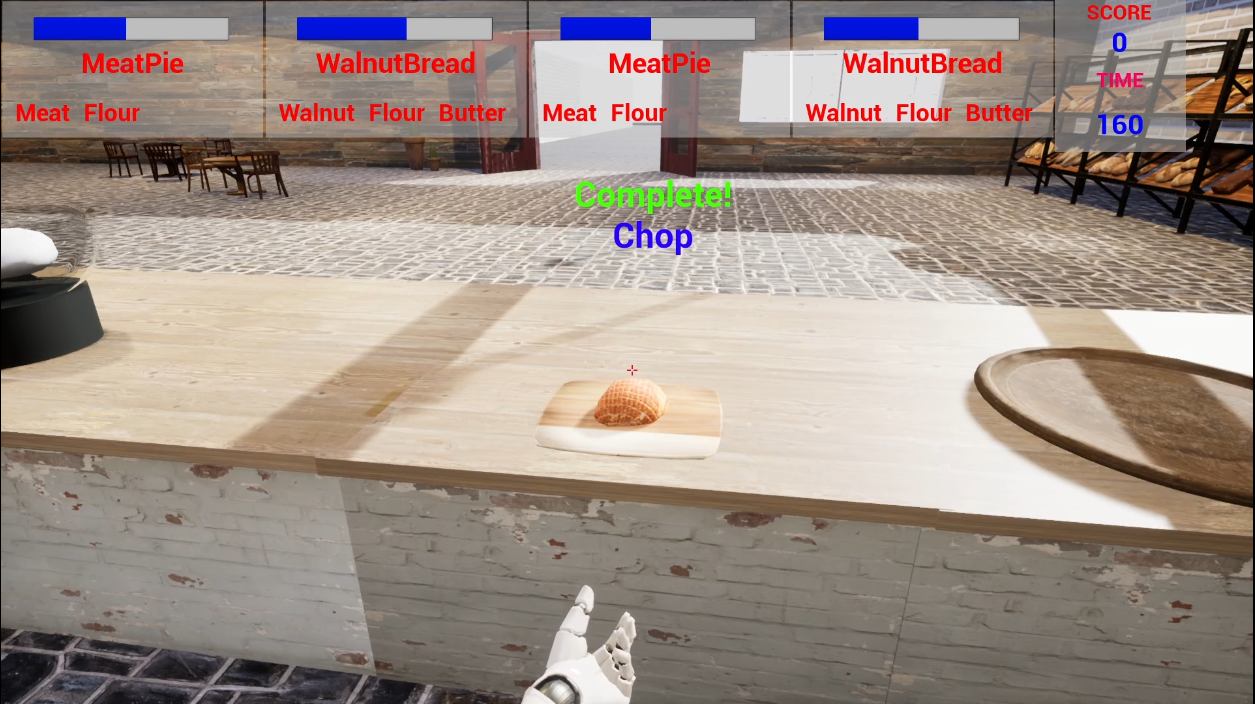 MeatPie
Meat Flour
WalnutBread
Walnut Flour Butter
MeatPie
Meat Flour
WalnutBread
Walnut Flour Butter
SCORE
0
TIME
160
Complete!
Chop